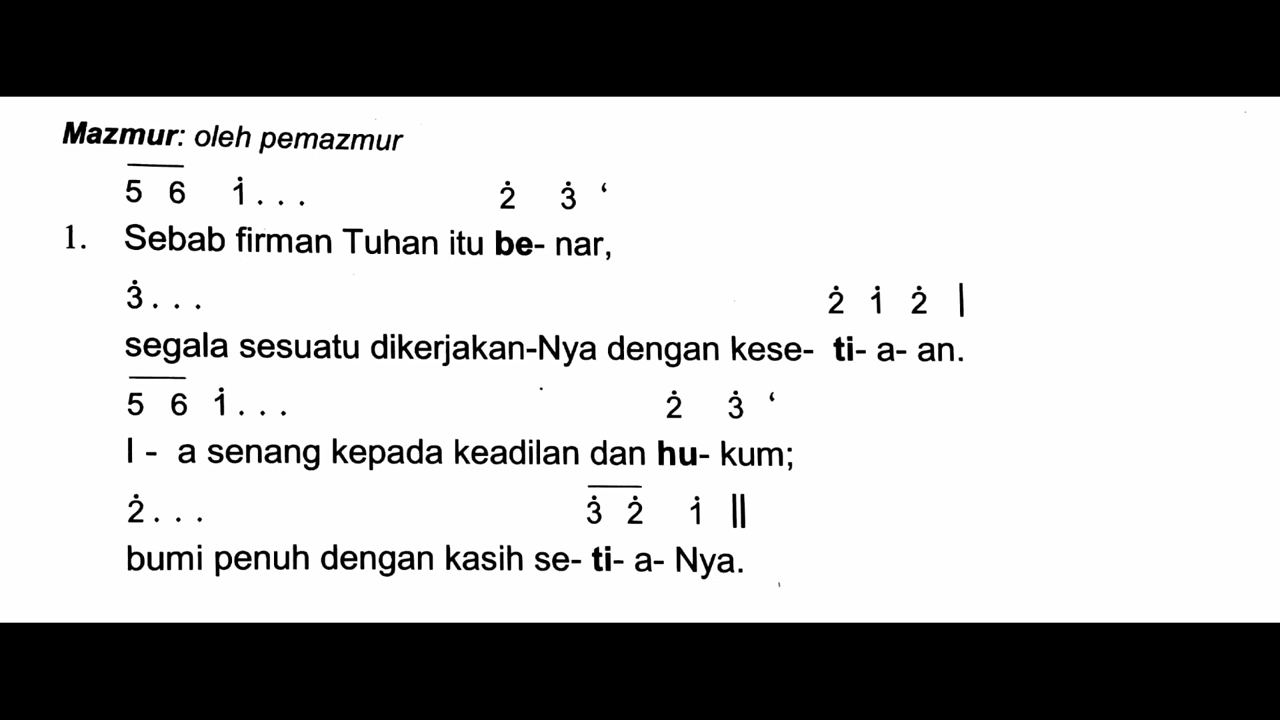 Mazmur: oleh pemazmur
5 6 1̇ . . . 2̇ 3̇ ‘
1. Sebab firman Tuhan itu be- nar,
3̇ . . . 2̇ 1̇ 2̇ |
segala sesuatu dikerjakan-Nya dengan kese- ti- a- an.
5 6 1̇ . . . 2̇ 3̇ ‘
I - a senang kepada keadilan dan hu- kum;
2̇ . . . 3̇ 2̇ 1̇ ||
bumi penuh dengan kasih se- ti- a- Nya.